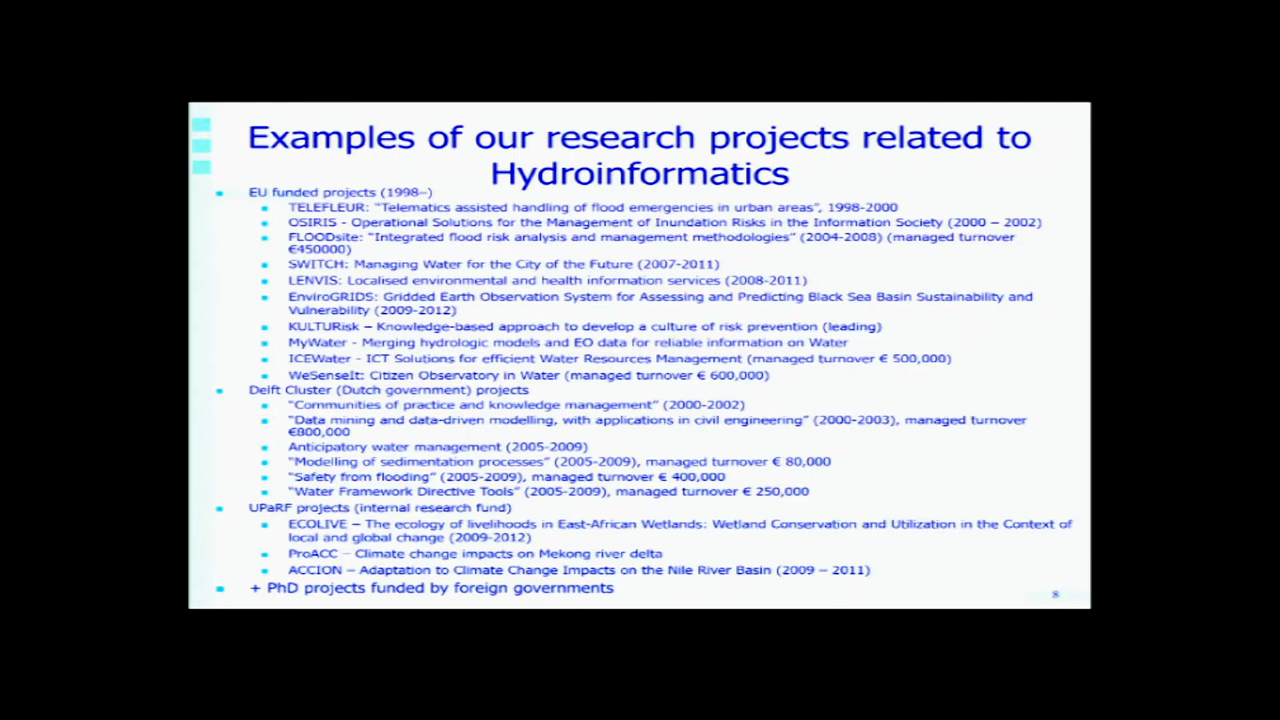 Examples of our research projects related to
Hydroinformatics
EU funded projects (1998–)
TELEFLEUR: "Telematics assisted handling of flood emergencies in urban areas", 1998-2000
OSIRIS - Operational Solutions for the Management of Inundation Risks in the Information Society (2000 – 2002)
FLOODsite: "Integrated flood risk analysis and management methodologies" (2004-2008) (managed turnover
€450000)
SWITCH: Managing Water for the City of the Future (2007-2011)
LENVIS: Localised environmental and health information services (2008-2011)
EnviroGRIDS: Gridded Earth Observation System for Assessing and Predicting Black Sea Basin Sustainability and
Vulnerability (2009-2012)
KULTURisk – Knowledge-based approach to develop a culture of risk prevention (leading)
MyWater - Merging hydrologic models and EO data for reliable information on Water
ICEWater - ICT Solutions for efficient Water Resources Management (managed turnover € 500,000)
WeSenseIt: Citizen Observatory in Water (managed turnover € 600,000)
Delft Cluster (Dutch government) projects
"Communities of practice and knowledge management" (2000-2002)
"Data mining and data-driven modelling, with applications in civil engineering" (2000-2003), managed turnover
€800,000
Anticipatory water management (2005-2009)
"Modelling of sedimentation processes" (2005-2009), managed turnover € 80,000
"Safety from flooding" (2005-2009), managed turnover € 400,000
"Water Framework Directive Tools" (2005-2009), managed turnover € 250,000
UPaRF projects (internal research fund)
ECOLIVE – The ecology of livelihoods in East-African Wetlands: Wetland Conservation and Utilization in the Context of
local and global change (2009-2012)
ProACC – Climate change impacts on Mekong river delta
ACCION – Adaptation to Climate Change Impacts on the Nile River Basin (2009 – 2011)
+ PhD projects funded by foreign governments
8